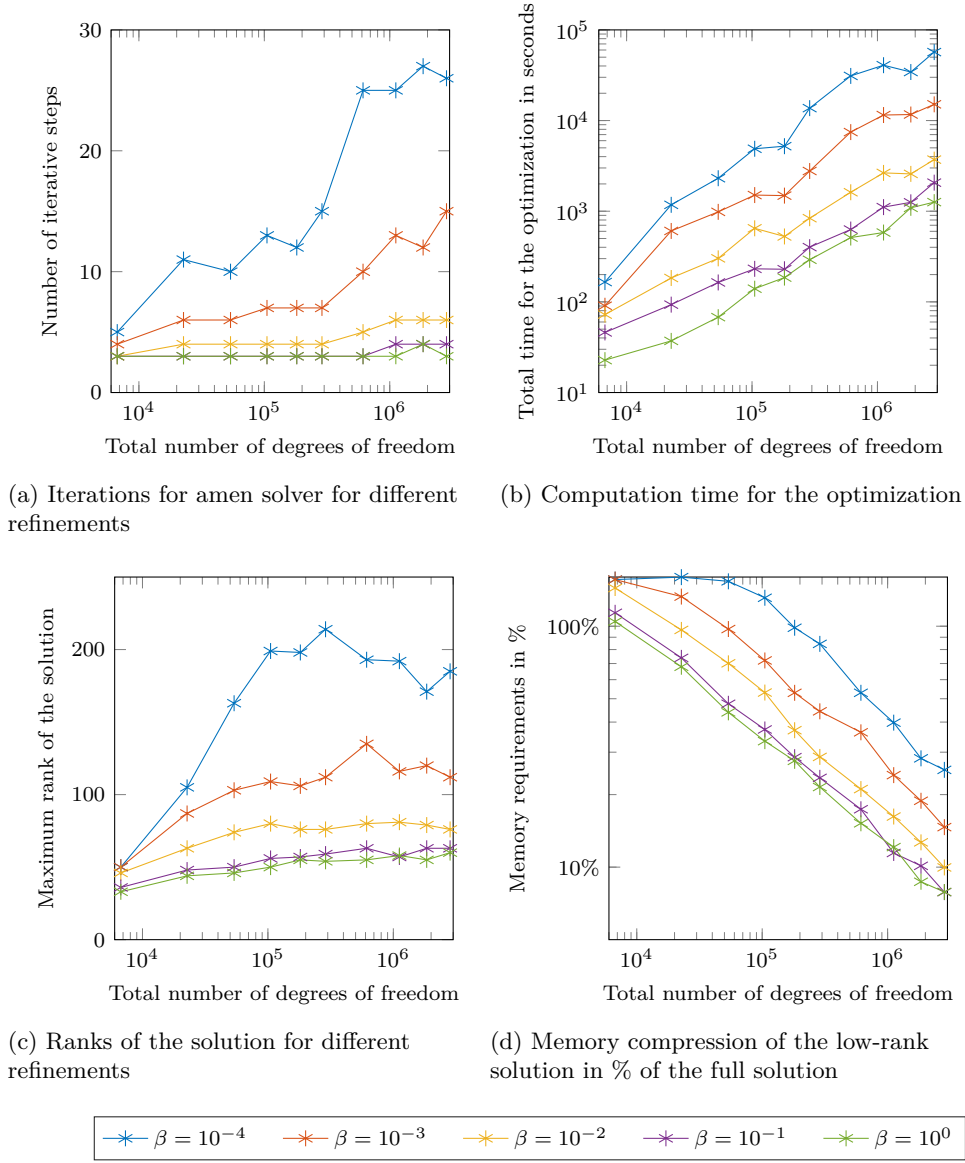 30
20
10
0
10^4
10^5
10^6
Number of iterative steps
Total number of degrees of freedom
(a) Iterations for amen solver for different
refinements
10^5
10^4
10^3
10^2
10^1
10^4
10^5
10^6
Total time for the optimization in seconds
Total number of degrees of freedom
(b) Computation time for the optimization
200
100
0
10^4
10^5
10^6
Maximum rank of the solution
Total number of degrees of freedom
(c) Ranks of the solution for different
refinements
100%
10%
10^4
10^5
10^6
Memory requirements in %
Total number of degrees of freedom
(d) Memory compression of the low-rank
solution in % of the full solution
β = 10^{-4}
β = 10^{-3}
β = 10^{-2}
β = 10^{-1}
β = 10^0